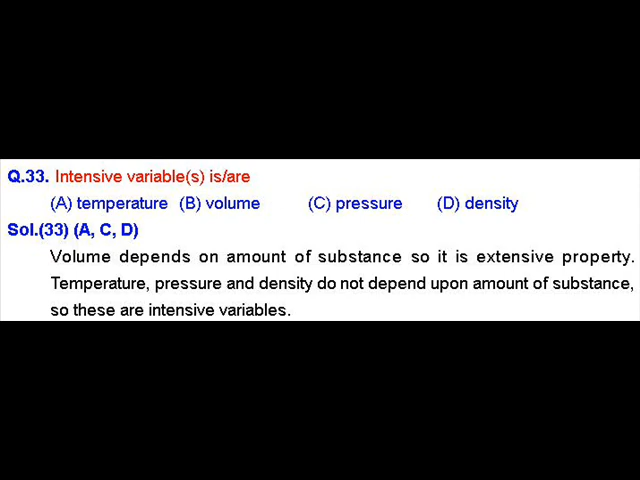 Q.33. Intensive variable(s) is/are
(A) temperature (B) volume (C) pressure (D) density
Sol.(33) (A, C, D)
Volume depends on amount of substance so it is extensive property.
Temperature, pressure and density do not depend upon amount of substance,
so these are intensive variables.